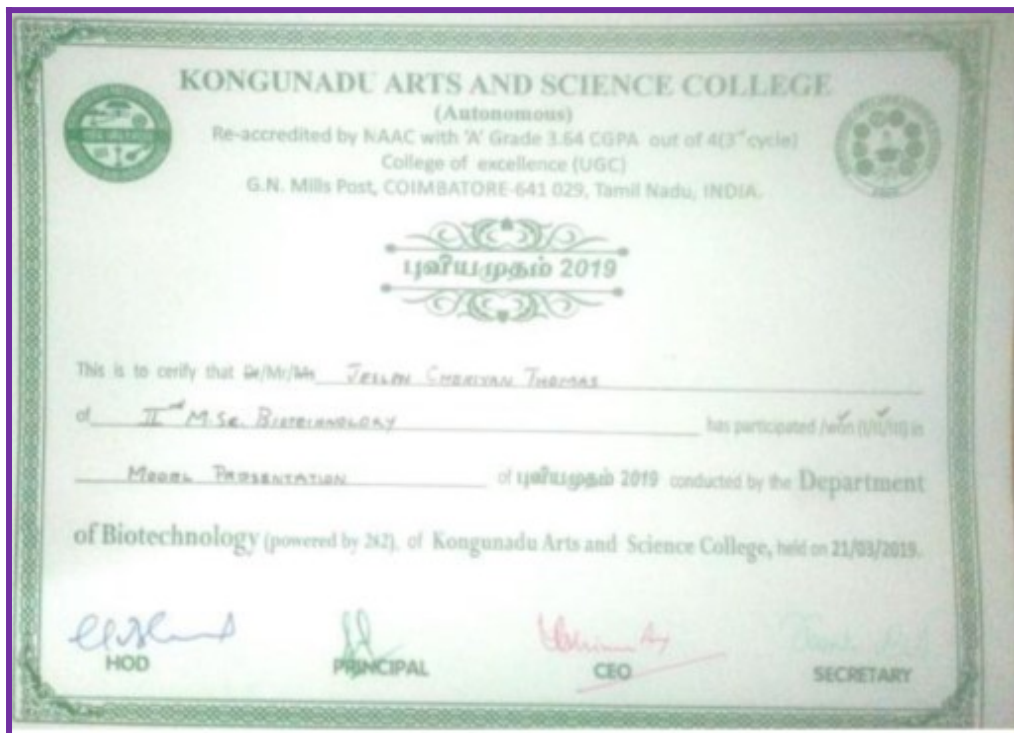 KONGUNADU ARTS AND SCIENCE COLLEGE
(Autonomous)
Re-accredited by NAAC with 'A' Grade 3.64 CGPA out of 4(3rd cycle)
College of excellence (UGC)
G.N. Mills Post, COIMBATORE-641 029, Tamil Nadu, INDIA.
புனியமுதம் 2019
This is to cerify that Dr/Mr/Ms CHERIYAN THOMAS
of IInd M.Sc. BIOTECHNOLOGY has participated /won (I/II/III) in
MODEL PRESENTATION of புனியமுதம் 2019 conducted by the Department
of Biotechnology (powered by 262), of Kongunadu Arts and Science College, held on 21/03/2019.
HOD PRINCIPAL CEO SECRETARY